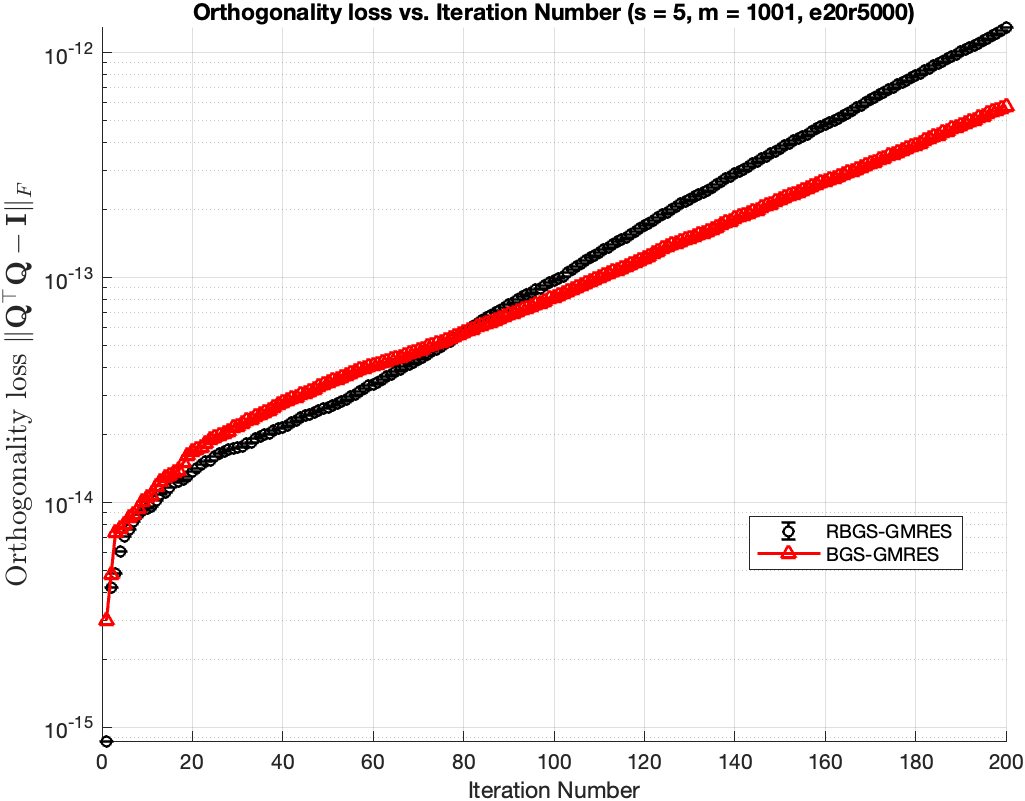 Orthogonality loss vs. Iteration Number (s = 5, m = 1001, e20r5000)
Orthogonality loss ||Q⊤Q − I||F
10-12
10-13
10-14
10-15
RBGS-GMRES
BGS-GMRES
0 20 40 60 80 100 120 140 160 180 200
Iteration Number